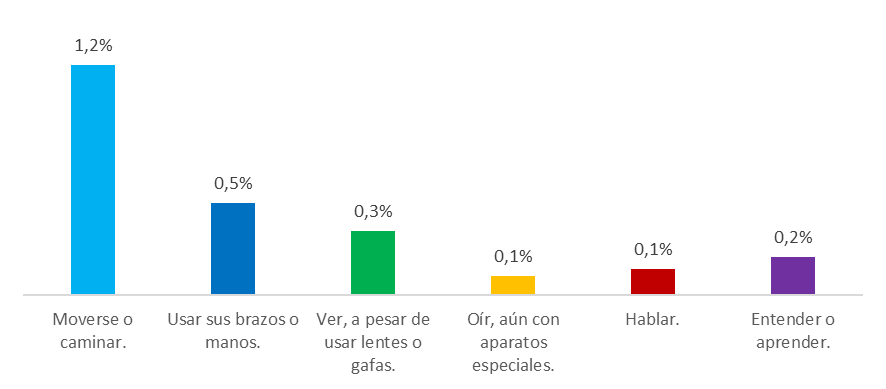 1,2%
0,5%
0,3%
0,1%
0,1%
0,2%
Moverse o
caminar.
Usar sus brazos o
manos.
Ver, a pesar de
usar lentes o
gafas.
Oír, aún con
aparatos
especiales.
Hablar.
Entender o
aprender.